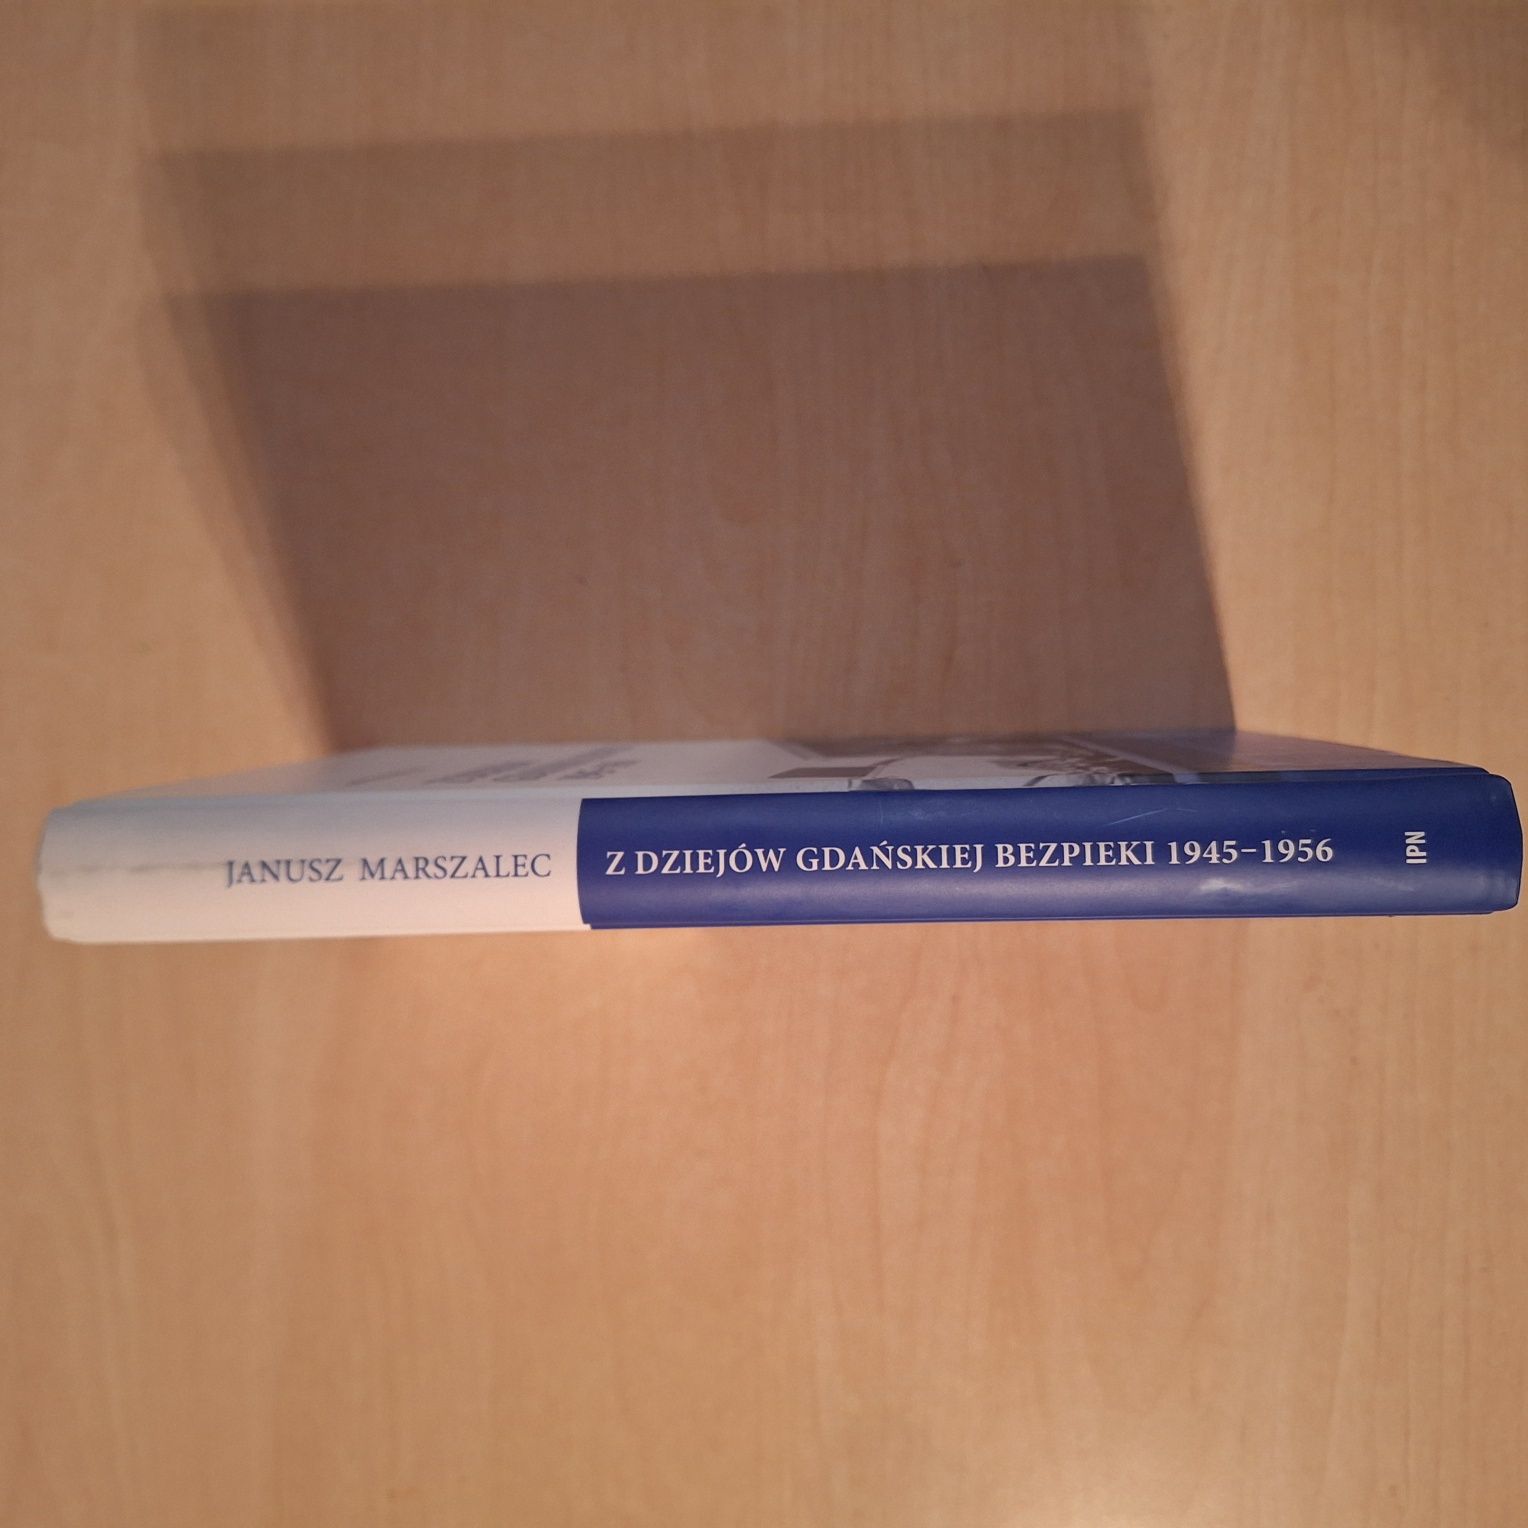 JANUSZ MARSZALEC
Z DZIEJÓW GDAŃSKIEJ BEZPIEKI 1945–1956
IPN